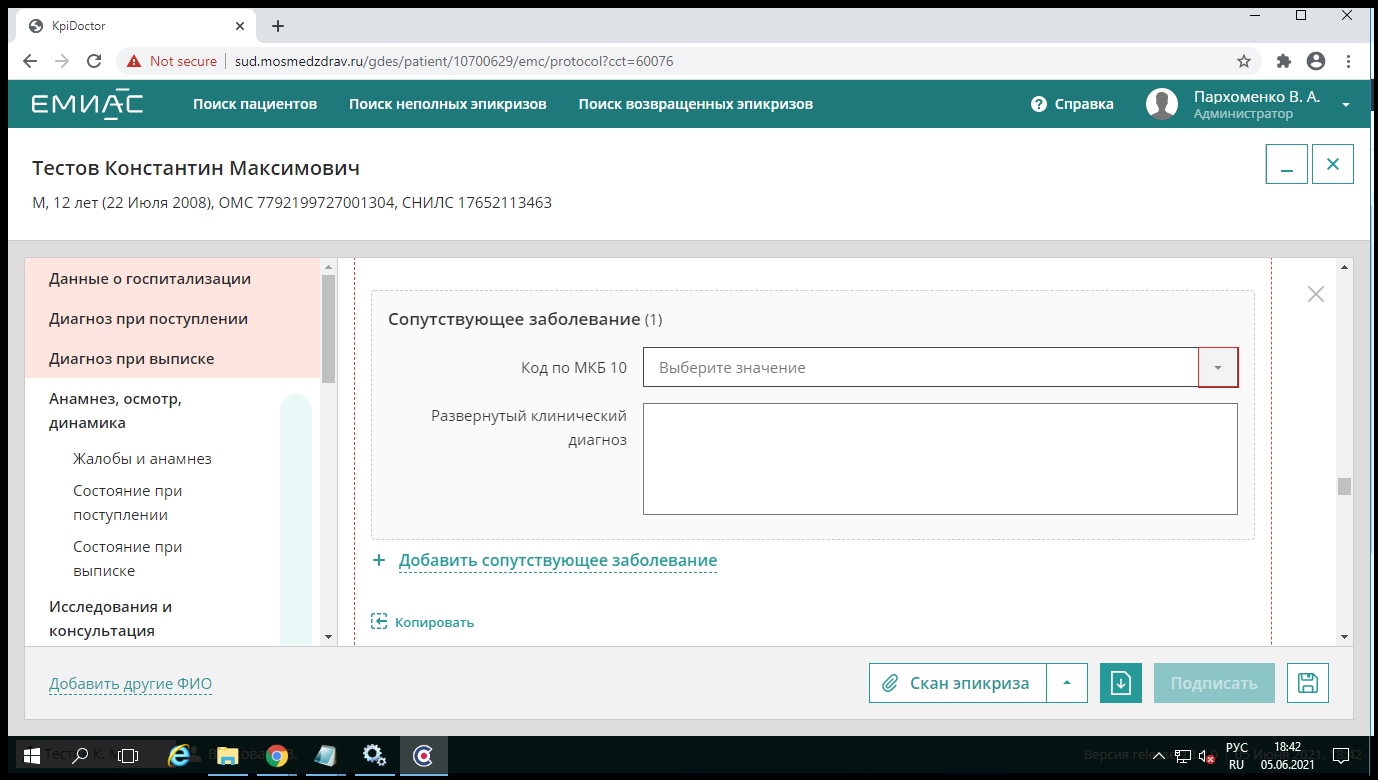 KpiDoctor
Not secure
sud.mosmedzdrav.ru/gdes/patient/10700629/emc/protocol?cct=60076
ЕМИАС
Поиск пациентов
Поиск неполных эпикризов
Поиск возвращенных эпикризов
Справка
Пархоменко В. А.
Администратор
Тестов Константин Максимович
М, 12 лет (22 Июля 2008), ОМС 7792199727001304, СНИЛС 17652113463
Данные о госпитализации
Диагноз при поступлении
Диагноз при выписке
Анамнез, осмотр,
динамика
Жалобы и анамнез
Состояние при
поступлении
Состояние при
выписке
Исследования и
консультация
Сопутствующее заболевание (1)
Код по МКБ 10
Выберите значение
Развернутый клинический
диагноз
Добавить сопутствующее заболевание
Копировать
Добавить другие ФИО
Скан эпикриза
Подписать
РУС
RU
18:42
05.06.2021